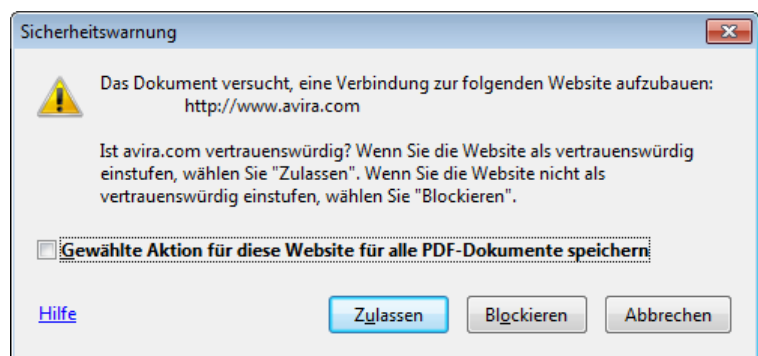 Sicherheitswarnung
Das Dokument versucht, eine Verbindung zur folgenden Website aufzubauen:
http://www.avira.com
Ist avira.com vertrauenswürdig? Wenn Sie die Website als vertrauenswürdig
einstufen, wählen Sie "Zulassen". Wenn Sie die Website nicht als
vertrauenswürdig einstufen, wählen Sie "Blockieren".
Gewählte Aktion für diese Website für alle PDF-Dokumente speichern
Hilfe Zulassen Blockieren Abbrechen